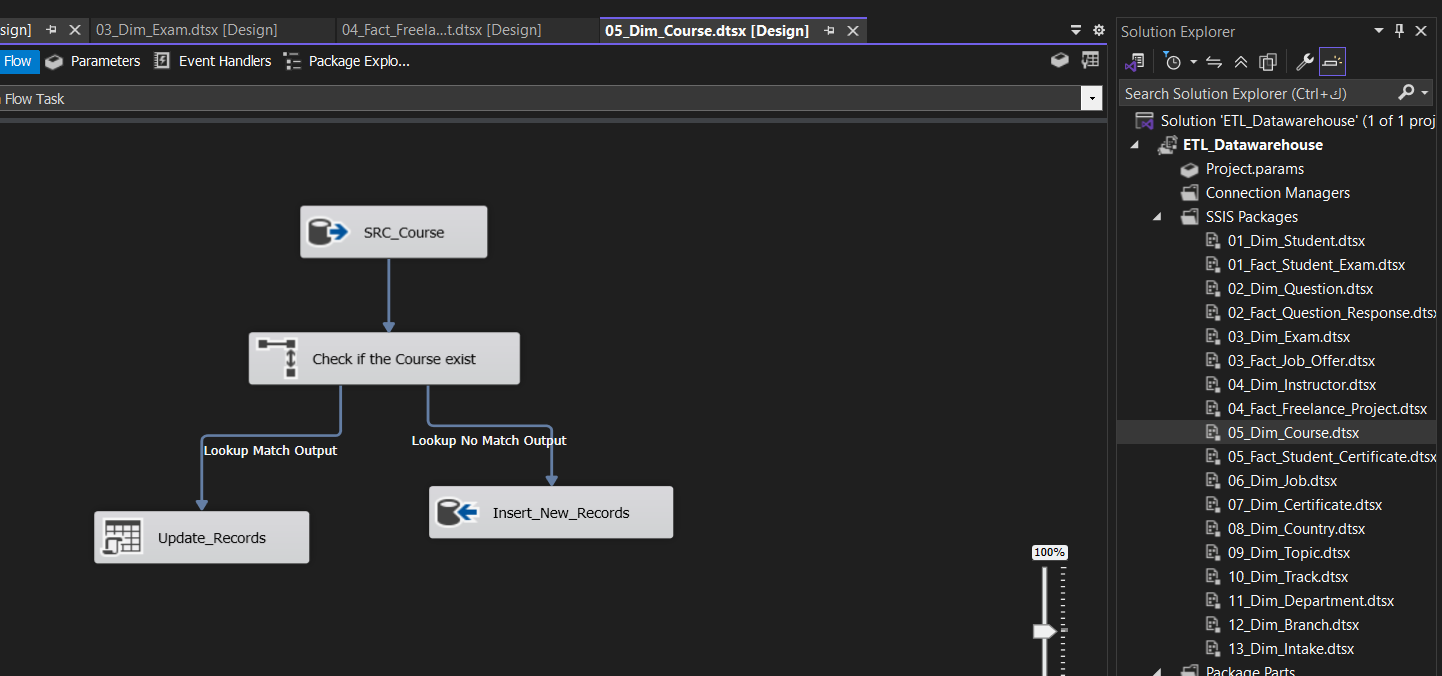 sign]
03_Dim_Exam.dtsx [Design]
04_Fact_Freela...t.dtsx [Design]
05_Dim_Course.dtsx [Design]
Flow
Parameters
Event Handlers
Package Explo...
Flow Task
SRC_Course
Check if the Course exist
Lookup Match Output
Lookup No Match Output
Update_Records
Insert_New_Records
100%
Solution Explorer
Search Solution Explorer (Ctrl+ك)
Solution 'ETL_Datawarehouse' (1 of 1 proj
ETL_Datawarehouse
Project.params
Connection Managers
SSIS Packages
01_Dim_Student.dtsx
01_Fact_Student_Exam.dtsx
02_Dim_Question.dtsx
02_Fact_Question_Response.dtsx
03_Dim_Exam.dtsx
03_Fact_Job_Offer.dtsx
04_Dim_Instructor.dtsx
04_Fact_Freelance_Project.dtsx
05_Dim_Course.dtsx
05_Fact_Student_Certificate.dtsx
06_Dim_Job.dtsx
07_Dim_Certificate.dtsx
08_Dim_Country.dtsx
09_Dim_Topic.dtsx
10_Dim_Track.dtsx
11_Dim_Department.dtsx
12_Dim_Branch.dtsx
13_Dim_Intake.dtsx
Package Parts